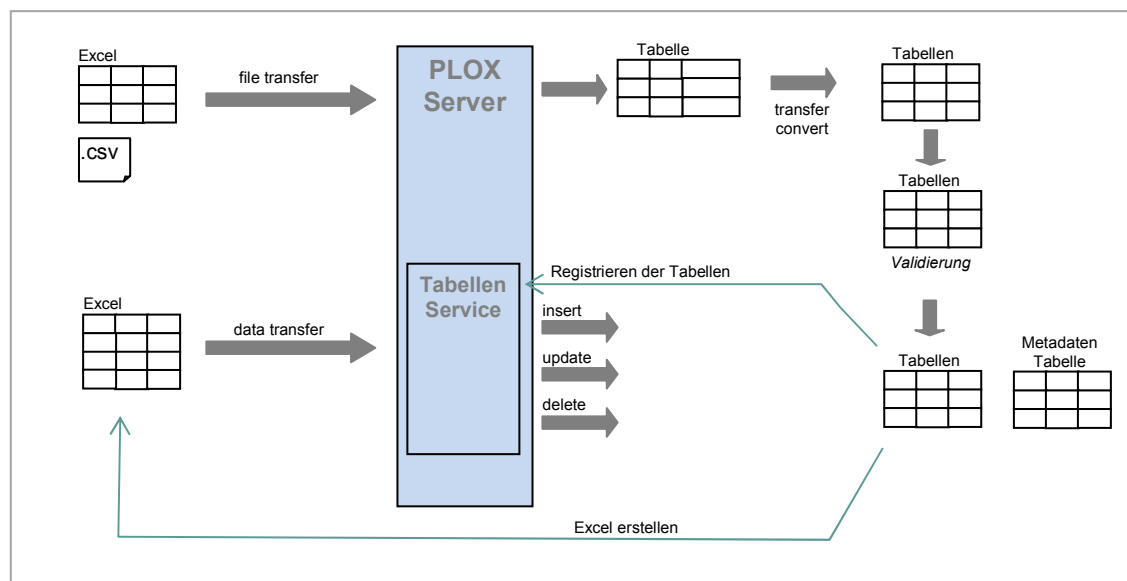 Excel
file transfer
.CSV
PLOX
Server
Tabelle
transfer
convert
Tabellen
Tabellen
Validierung
Registrieren der Tabellen
Tabellen
Service
Excel
data transfer
insert
update
delete
Tabellen
Metadaten
Tabelle
Excel erstellen